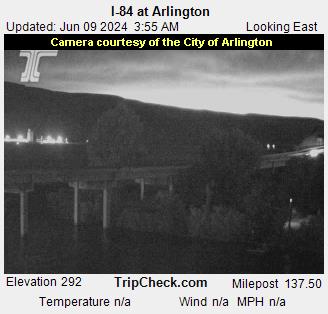 I-84 at Arlington
Updated: Jun 09 2024 3:55 AM Looking East
Camera courtesy of the City of Arlington
Elevation 292 TripCheck.com Milepost 137.50
Temperature n/a Wind n/a MPH n/a